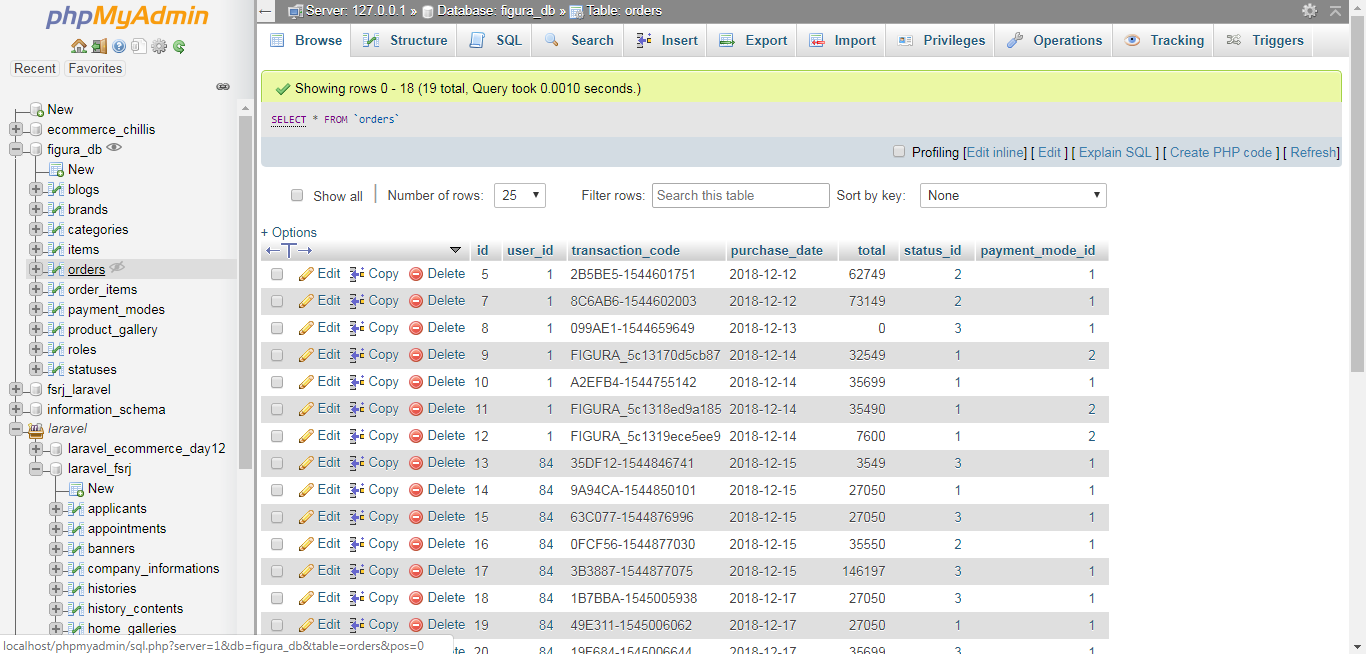 phpMyAdmin
Recent Favorites
New
ecommerce_chillis
figura_db
New
blogs
brands
categories
items
orders
order_items
payment_modes
product_gallery
roles
statuses
fsrj_laravel
information_schema
laravel
laravel_ecommerce_day12
laravel_fsrj
New
applicants
appointments
banners
company_informations
histories
history_contents
home_galleries
localhost/phpmyadmin/sql.php?server=1&db=figura_db&table=orders&pos=0
Server: 127.0.0.1 » Database: figura_db » Table: orders
Browse Structure SQL Search Insert Export Import Privileges Operations Tracking Triggers
Showing rows 0 - 18 (19 total, Query took 0.0010 seconds.)
SELECT * FROM `orders`
Profiling [Edit inline] [ Edit ] [ Explain SQL ] [ Create PHP code ] [ Refresh]
Show all | Number of rows: 25 Filter rows: Search this table Sort by key: None
+ Options
←T→ id user_id transaction_code purchase_date total status_id payment_mode_id
Edit Copy Delete 5 1 2B5BE5-1544601751 2018-12-12 62749 2 1
Edit Copy Delete 7 1 8C6AB6-1544602003 2018-12-12 73149 2 1
Edit Copy Delete 8 1 099AE1-1544659649 2018-12-13 0 3 1
Edit Copy Delete 9 1 FIGURA_5c13170d5cb87 2018-12-14 32549 1 2
Edit Copy Delete 10 1 A2EFB4-1544755142 2018-12-14 35699 1 1
Edit Copy Delete 11 1 FIGURA_5c1318ed9a185 2018-12-14 35490 1 2
Edit Copy Delete 12 1 FIGURA_5c1319ece5ee9 2018-12-14 7600 1 2
Edit Copy Delete 13 84 35DF12-1544846741 2018-12-15 3549 3 1
Edit Copy Delete 14 84 9A94CA-1544850101 2018-12-15 27050 1 1
Edit Copy Delete 15 84 63C077-1544876996 2018-12-15 27050 3 1
Edit Copy Delete 16 84 0FCF56-1544877030 2018-12-15 35550 2 1
Edit Copy Delete 17 84 3B3887-1544877075 2018-12-15 146197 3 1
Edit Copy Delete 18 84 1B7BBA-1545005938 2018-12-17 27050 3 1
Edit Copy Delete 19 84 49E311-1545006062 2018-12-17 27050 1 1
20 84 19F684-1545006644 2018-12-17 35699 3 1